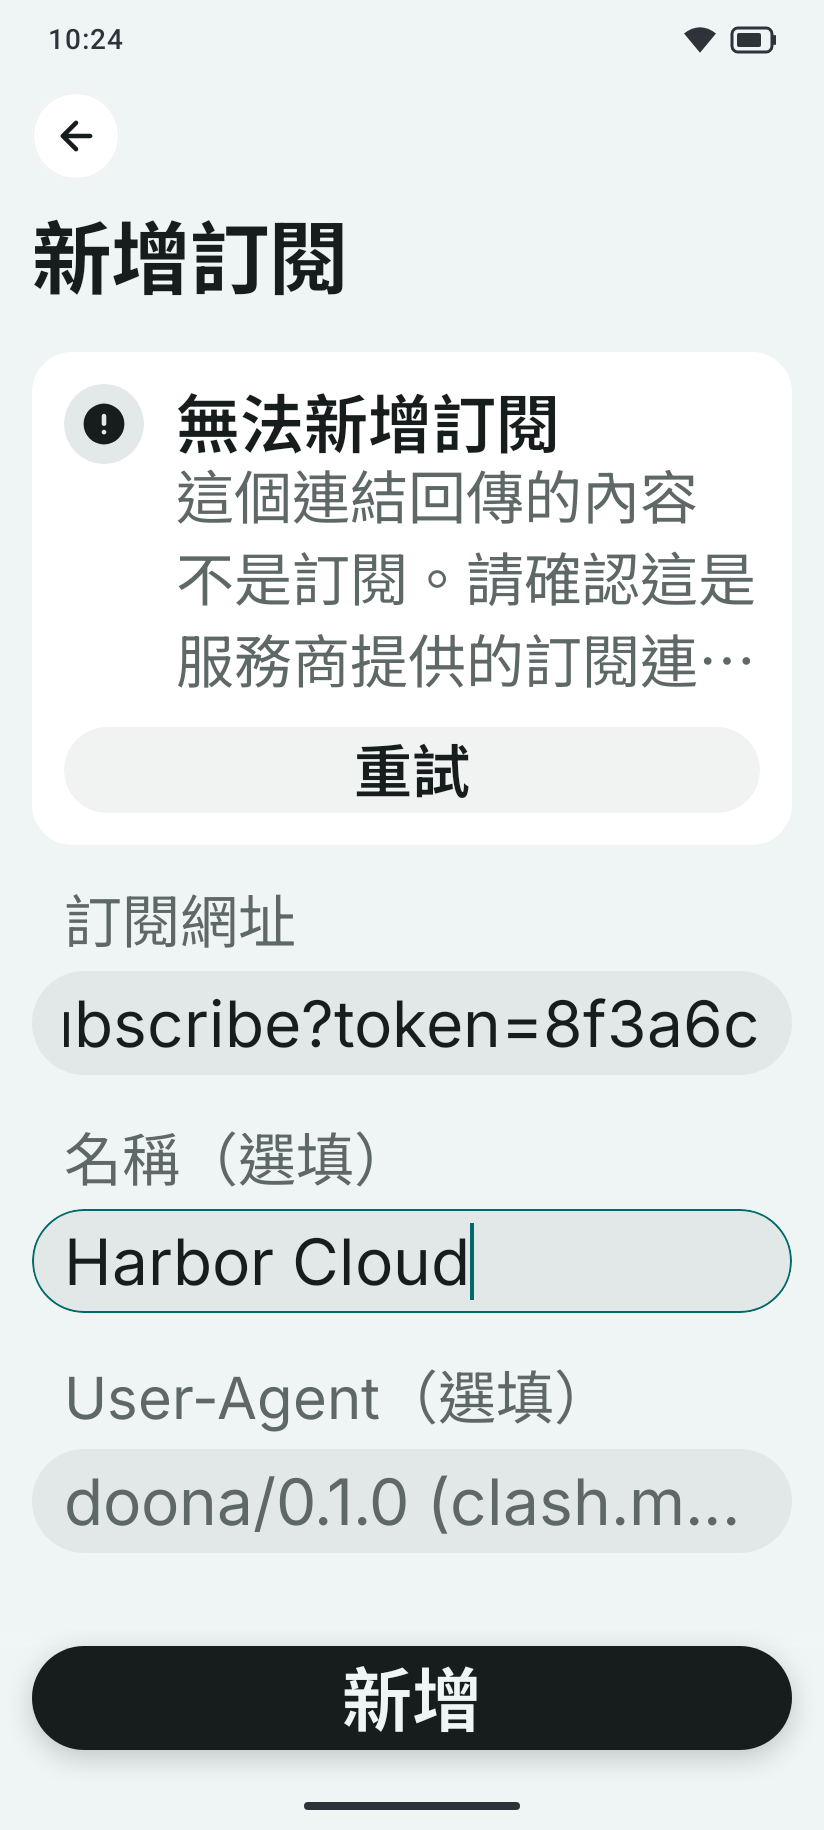 10:24
新增訂閱
無法新增訂閱
這個連結回傳的內容
不是訂閱。請確認這是
服務商提供的訂閱連…
重試
訂閱網址
bscribe?token=8f3a6c
名稱（選填）
Harbor Cloud
User-Agent（選填）
doona/0.1.0 (clash.m...
新增